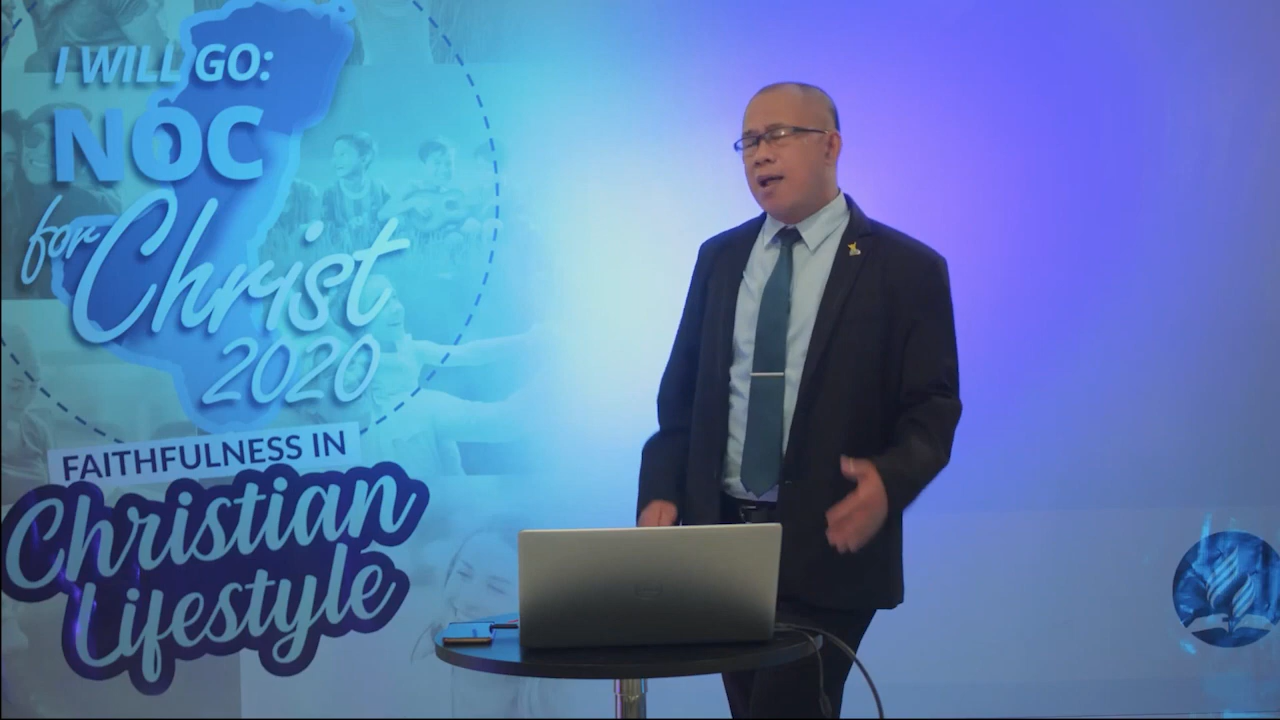 I WILL GO:
NOC
for Christ
2020
FAITHFULNESS IN
Christian
Lifestyle